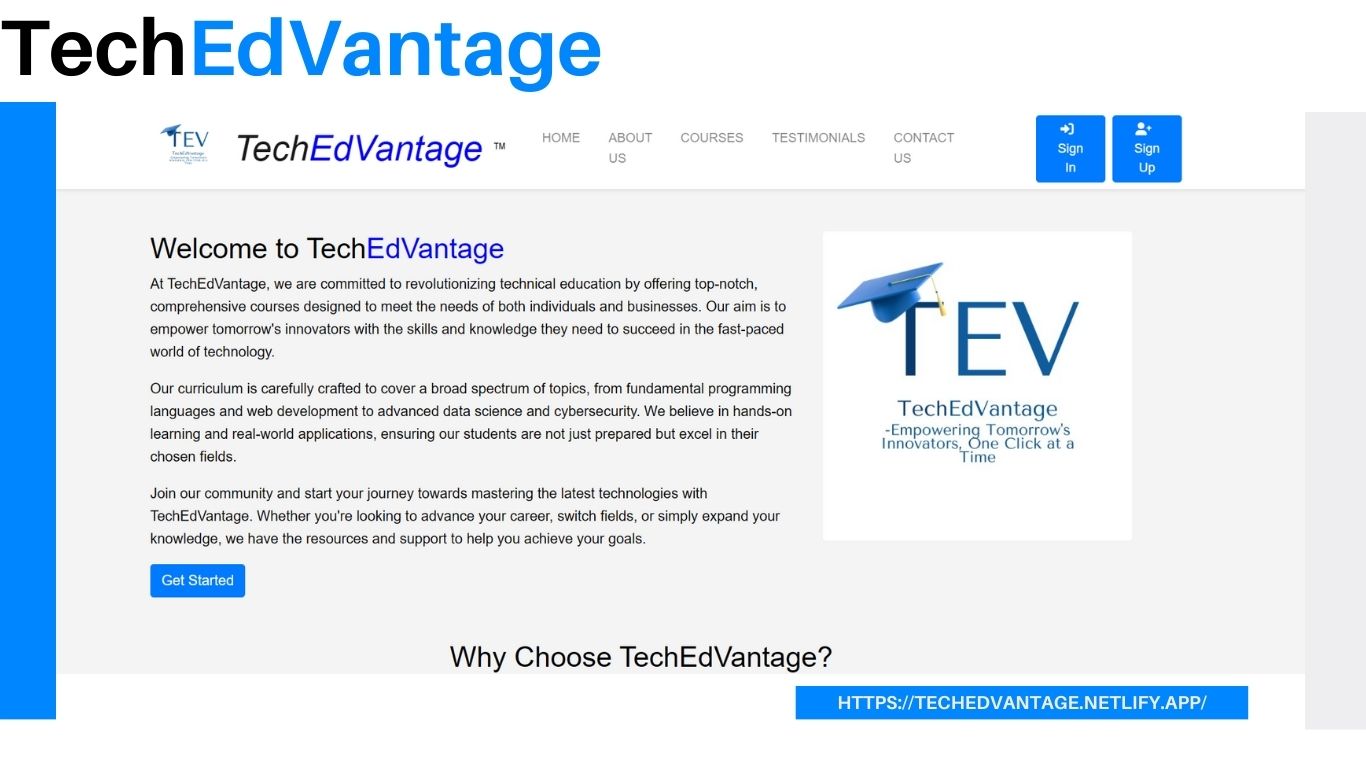 TechEdVantage
TEV
TechEdVantage ™
HOME
ABOUT
US
COURSES
TESTIMONIALS
CONTACT
US
Sign
In
Sign
Up
Welcome to TechEdVantage
At TechEdVantage, we are committed to revolutionizing technical education by offering top-notch,
comprehensive courses designed to meet the needs of both individuals and businesses. Our aim is to
empower tomorrow's innovators with the skills and knowledge they need to succeed in the fast-paced
world of technology.
Our curriculum is carefully crafted to cover a broad spectrum of topics, from fundamental programming
languages and web development to advanced data science and cybersecurity. We believe in hands-on
learning and real-world applications, ensuring our students are not just prepared but excel in their
chosen fields.
Join our community and start your journey towards mastering the latest technologies with
TechEdVantage. Whether you're looking to advance your career, switch fields, or simply expand your
knowledge, we have the resources and support to help you achieve your goals.
Get Started
TEV
TechEdVantage
-Empowering Tomorrow's
Innovators, One Click at a
Time
Why Choose TechEdVantage?
HTTPS://TECHEDVANTAGE.NETLIFY.APP/